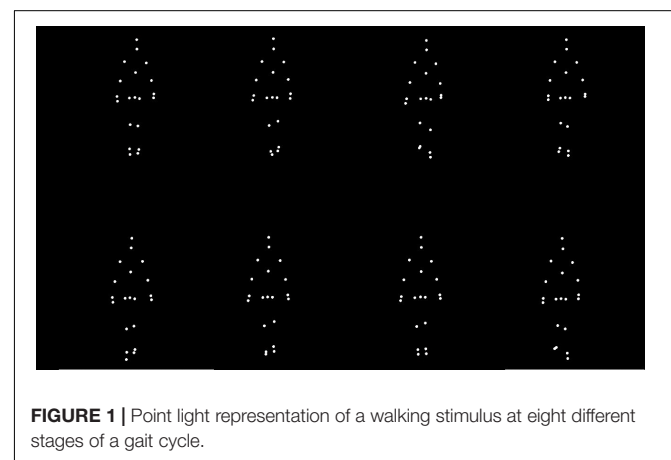 FIGURE 1 | Point light representation of a walking stimulus at eight different
stages of a gait cycle.